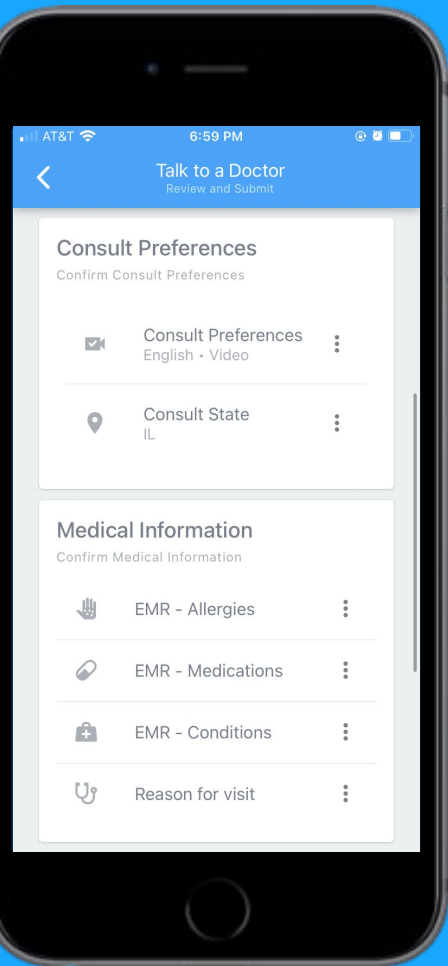 AT&T 6:59 PM
Talk to a Doctor
Review and Submit
Consult Preferences
Confirm Consult Preferences
Consult Preferences
English • Video
Consult State
IL
Medical Information
Confirm Medical Information
EMR - Allergies
EMR - Medications
EMR - Conditions
Reason for visit